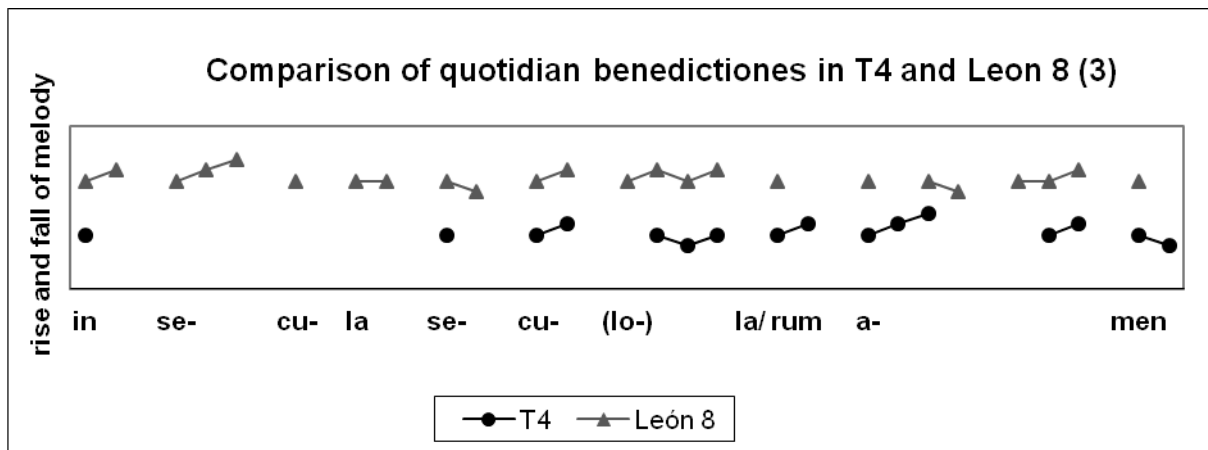 Comparison of quotidian benedictiones in T4 and Leon 8 (3)
rise and fall of melody
in se- cu- la se- cu- (lo-) la/ rum a- men
T4 León 8